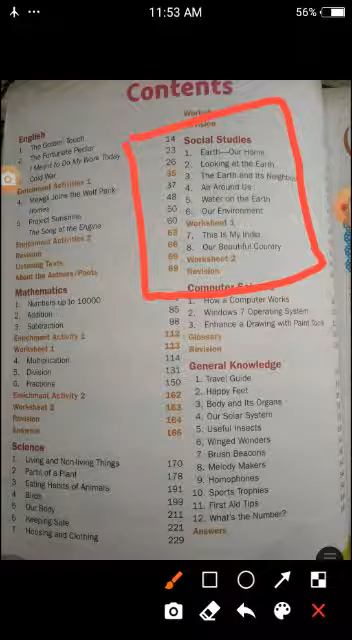 11:53 AM
56%
Contents
English
1. The Golden Touch 14
2. The Fortunate Pedlar 23
I Meant to Do My Work Today 26
Cold War 35
Enrichment Activities 1 37
4. Mowgli Joins the Wolf Pack 48
Homes 50
5. Project Sunshine 60
The Song of the Engine 63
Enrichment Activities 2
Revision
Listening Texts 69
About the Authors/Poets 69
Mathematics
1. Numbers up to 10000
2. Addition 85
3. Subtraction 98
Enrichment Activity 1 112
Worksheet 1 113
4. Multiplication 114
5. Division 131
6. Fractions 150
Enrichment Activity 2 162
Worksheet 2 163
Revision 164
Answers 166
Science
1. Living and Non-living Things 170
2. Parts of a Plant 178
3. Eating Habits of Animals 191
4. Birds 199
5. Our Body 211
6. Keeping Safe 221
7. Housing and Clothing 229
Revision
Social Studies
1. Earth—Our Home
2. Looking at the Earth
3. The Earth and Its
4. Air Around Us
5. Water on the Earth
6. Our Environment
Worksheet 1
7. This Is My India
8. Our Beautiful Country
Worksheet 2
Revision
Computer Science
1. How a Computer Works
2. Windows 7 Operating System
3. Enhance a Drawing with Paint Tools
Glossary
Revision
General Knowledge
1. Travel Guide
2. Happy Feet
3. Body and Its Organs
4. Our Solar System
5. Useful Insects
6. Winged Wonders
7. Brush Beacons
8. Melody Makers
9. Homophones
10. Sports Trophies
11. First Aid Tips
12. What's the Number?
Answers